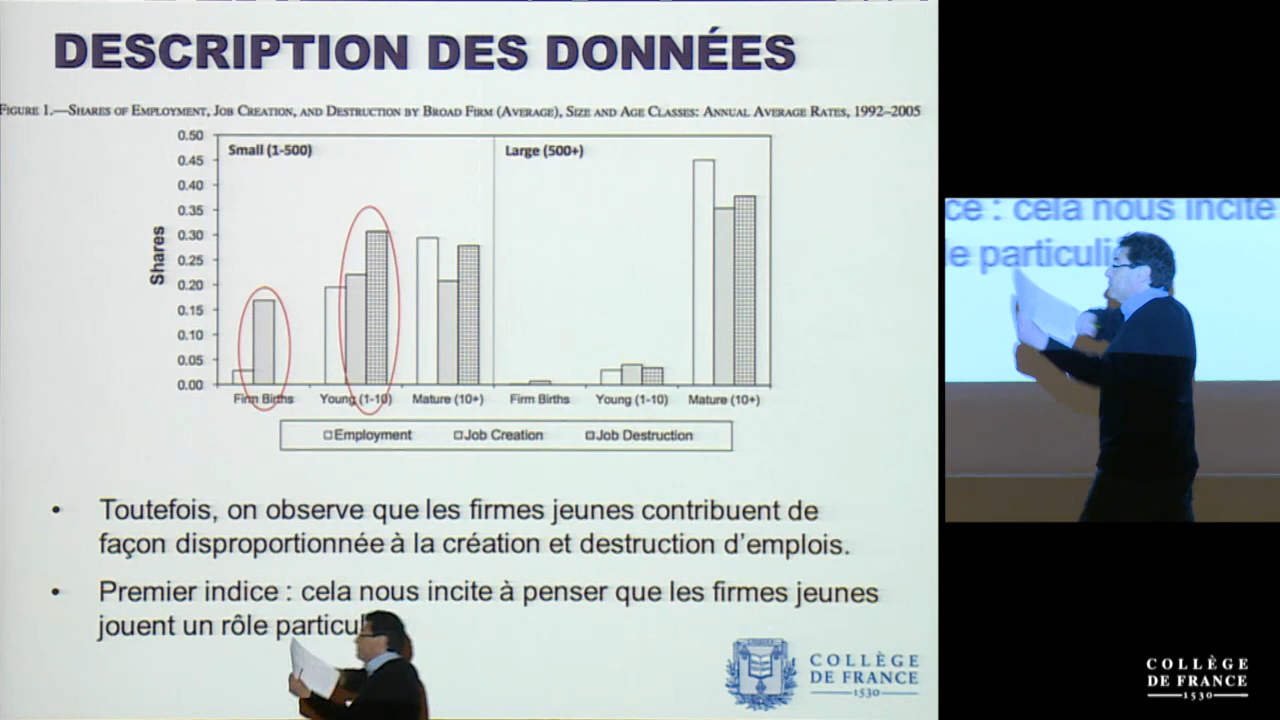 DESCRIPTION DES DONNÉES
FIGURE 1.—SHARES OF EMPLOYMENT, JOB CREATION, AND DESTRUCTION BY BROAD FIRM (AVERAGE), SIZE AND AGE CLASSES: ANNUAL AVERAGE RATES, 1992–2005
Shares
0.50
0.45
0.40
0.35
0.30
0.25
0.20
0.15
0.10
0.05
0.00
Small (1-500)
Large (500+)
Firm Births
Young (1-10)
Mature (10+)
Firm Births
Young (1-10)
Mature (10+)
Employment
Job Creation
Job Destruction
• Toutefois, on observe que les firmes jeunes contribuent de
façon disproportionnée à la création et destruction d'emplois.
• Premier indice : cela nous incite à penser que les firmes jeunes
jouent un rôle particul
COLLÈGE
DE FRANCE
1530
ce : cela nous incite
le particuli
COLLÈGE
DE FRANCE
1530